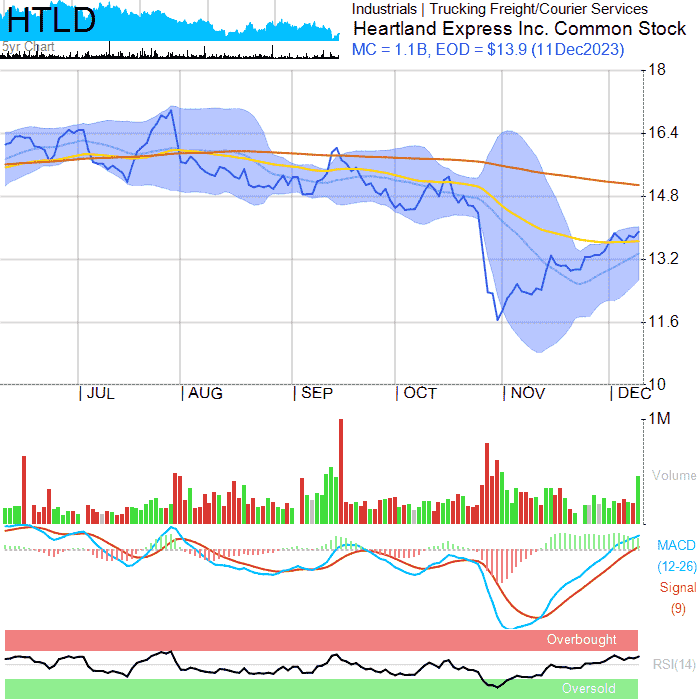 HTLD
5yr Chart
Industrials | Trucking Freight/Courier Services
Heartland Express Inc. Common Stock
MC = 1.1B, EOD = $13.9 (11Dec2023)
18
16.4
14.8
13.2
11.6
10
JUL AUG SEP OCT NOV DEC
1M
Volume
MACD
(12-26)
Signal
(9)
Overbought
RSI(14)
Oversold